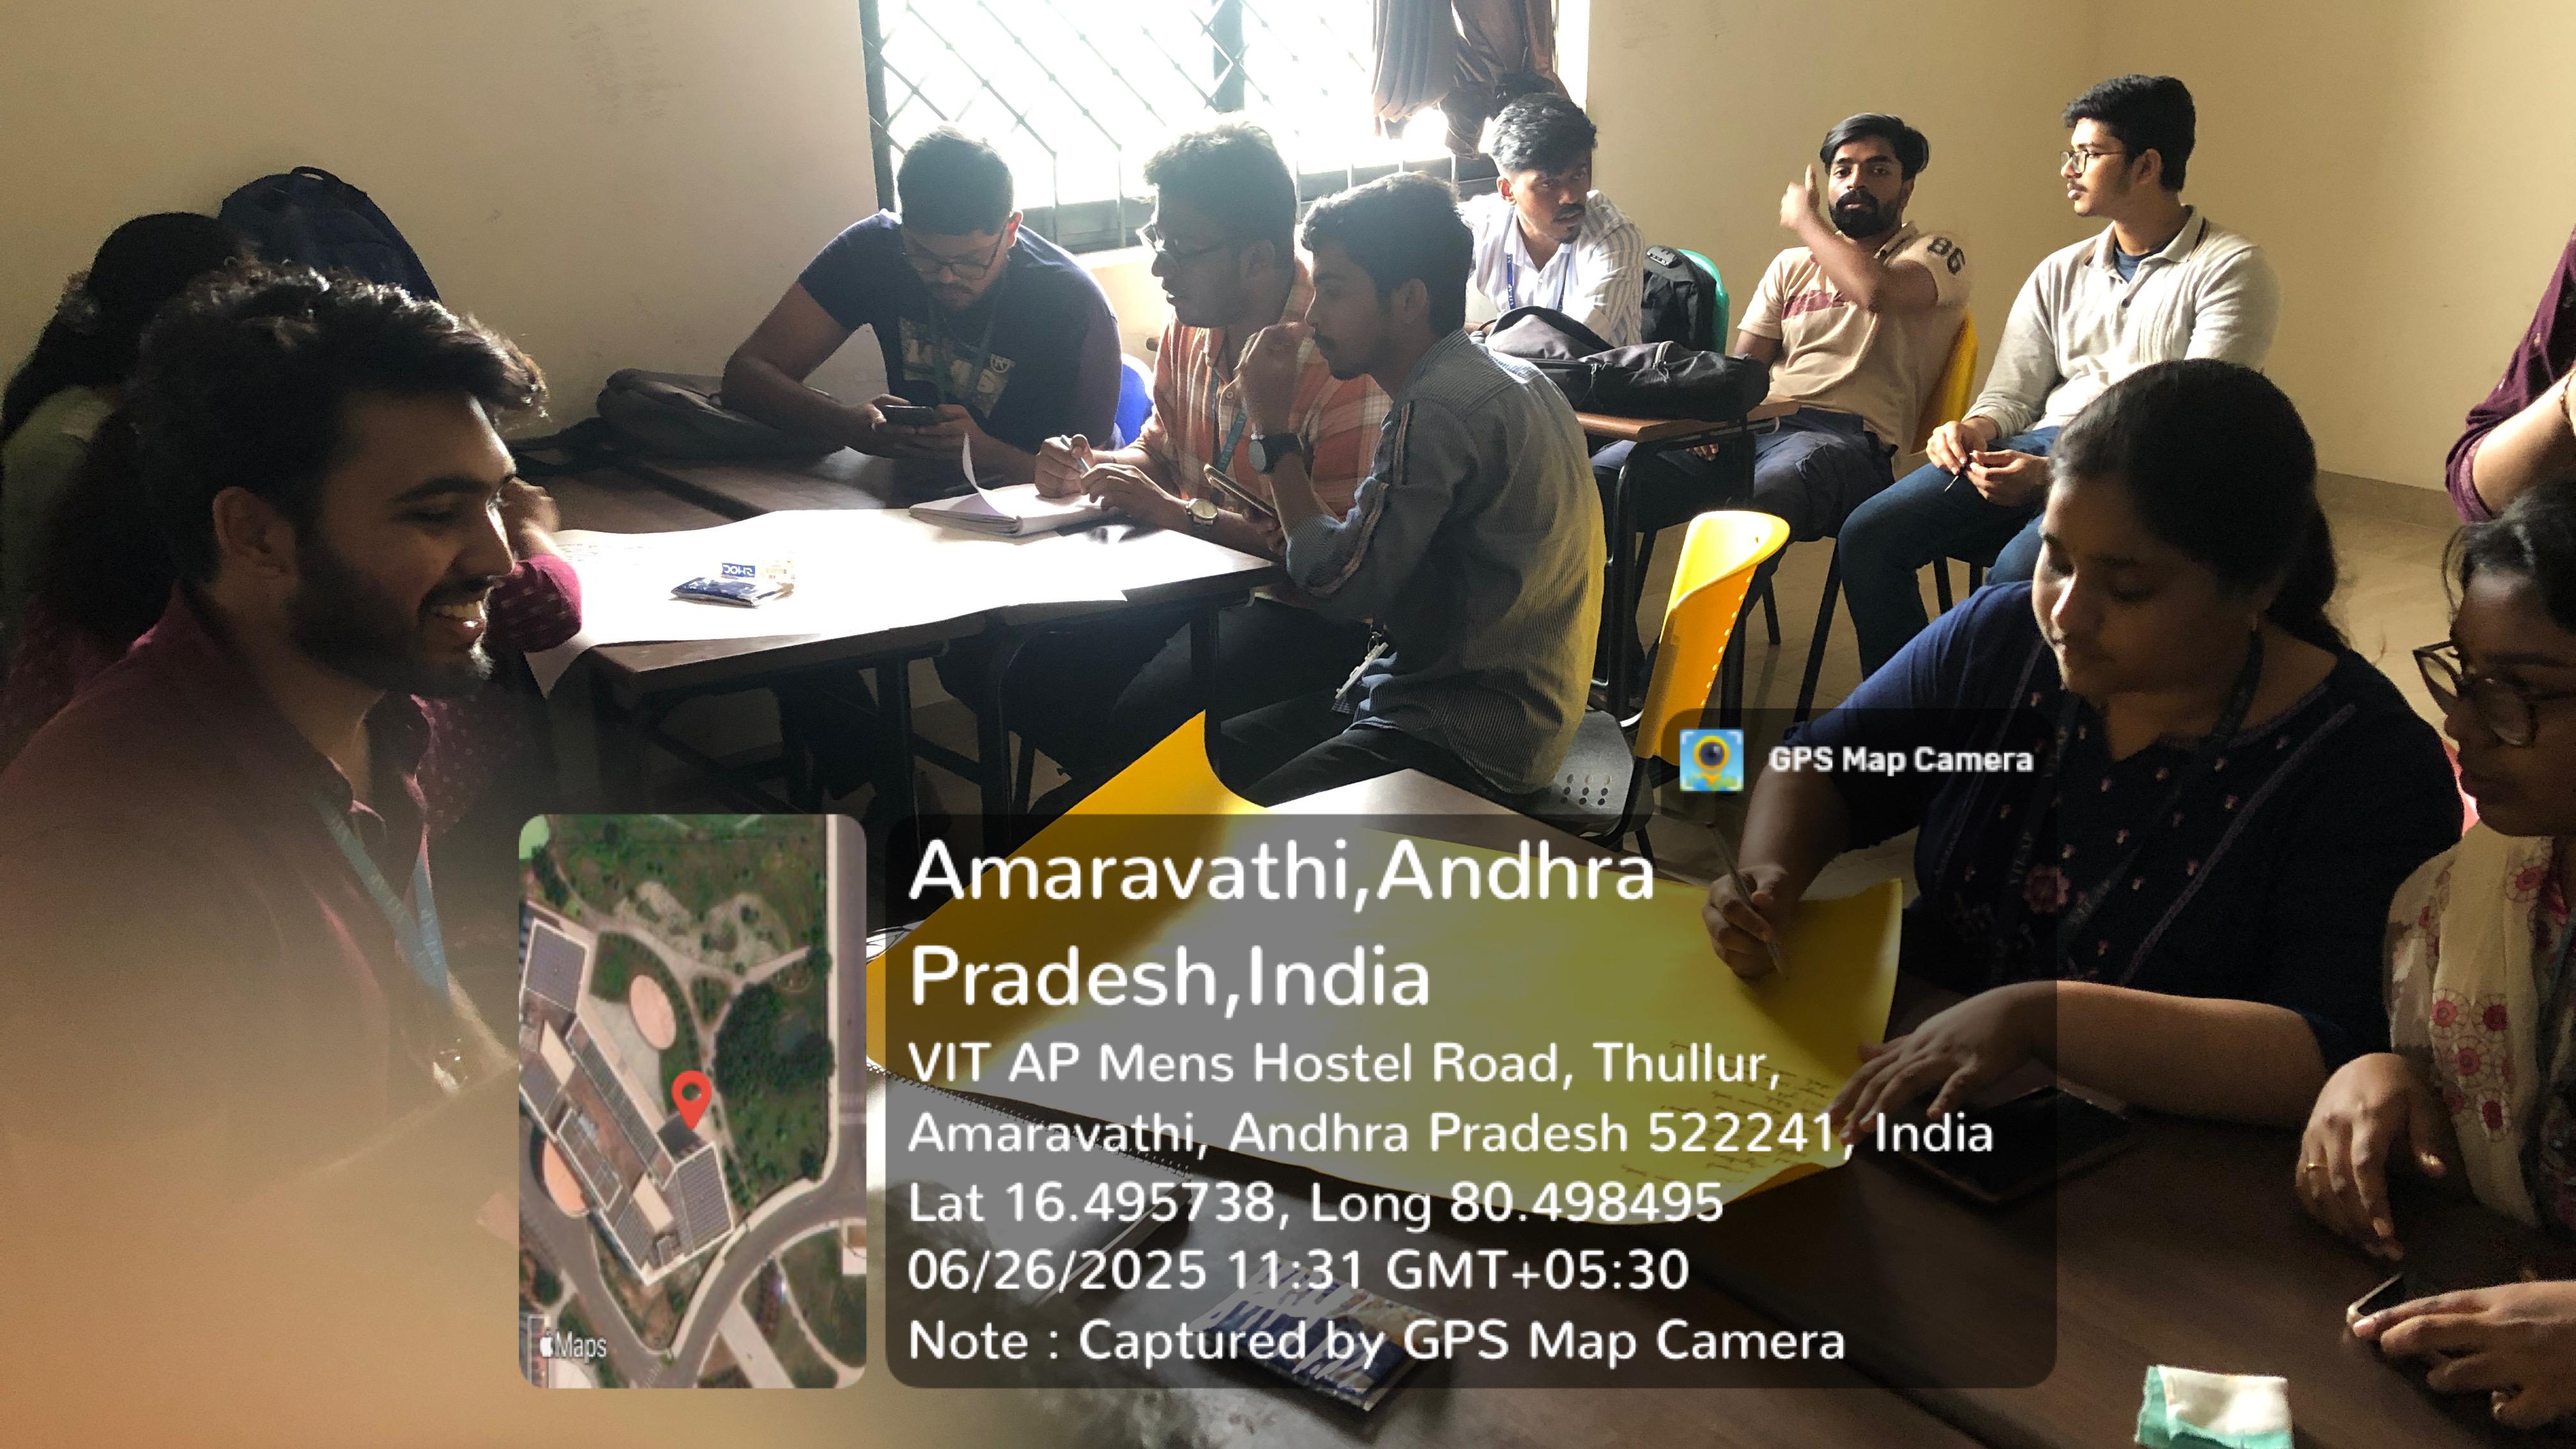 86
GPS Map Camera
Amaravathi,Andhra
Pradesh,India
VIT AP Mens Hostel Road, Thullur,
Amaravathi, Andhra Pradesh 522241, India
Lat 16.495738, Long 80.498495
06/26/2025 11:31 GMT+05:30
Note : Captured by GPS Map Camera
Maps